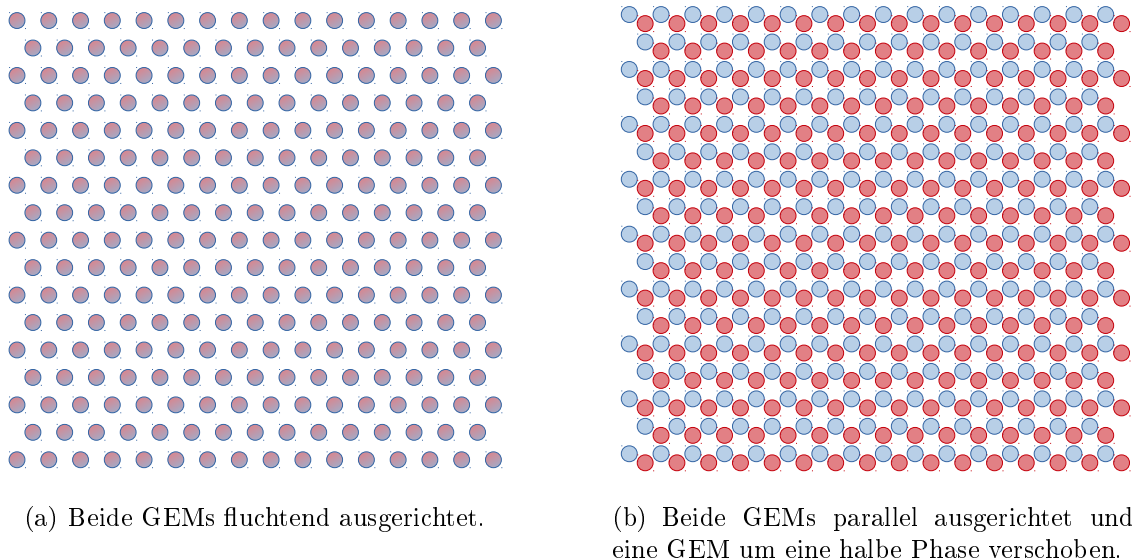 (a) Beide GEMs fluchtend ausgerichtet.
(b) Beide GEMs parallel ausgerichtet und
eine GEM um eine halbe Phase verschoben.